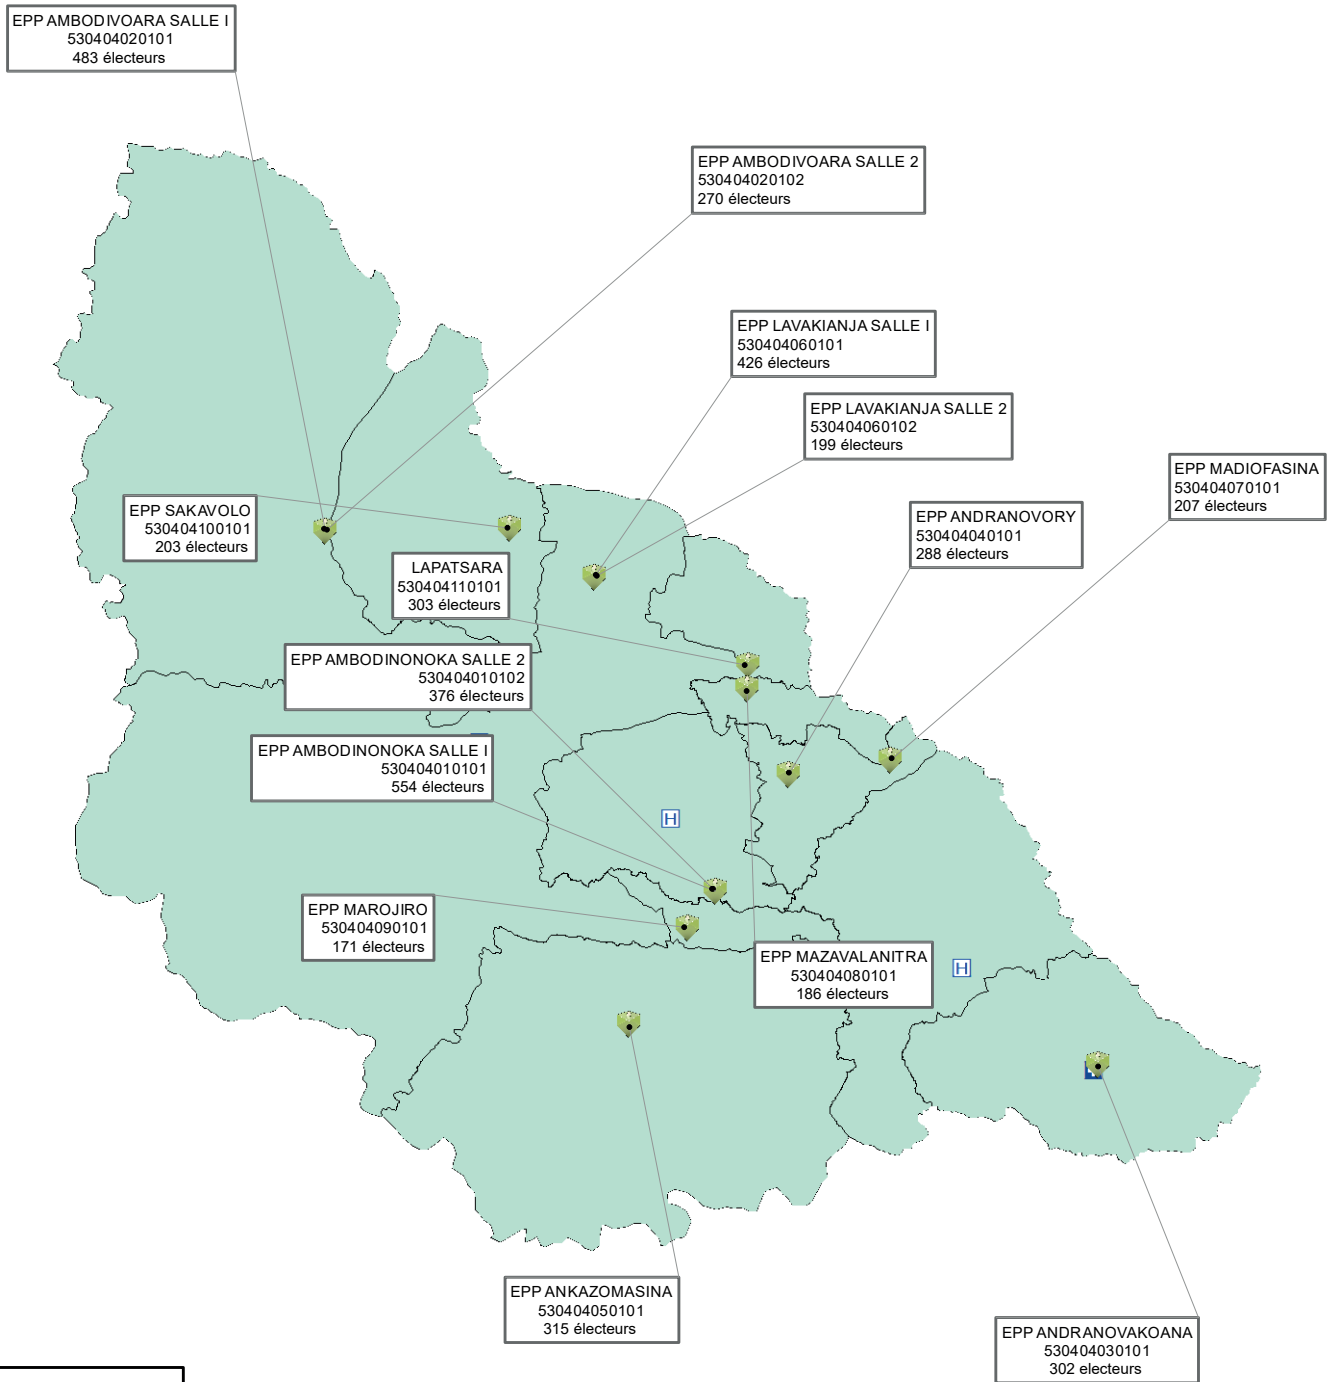 EPP AMBODIVOARA SALLE I
530404020101
483 électeurs
EPP AMBODIVOARA SALLE 2
530404020102
270 électeurs
EPP LAVAKIANJA SALLE I
530404060101
426 électeurs
EPP LAVAKIANJA SALLE 2
530404060102
199 électeurs
EPP MADIOFASINA
530404070101
207 électeurs
EPP SAKAVOLO
530404100101
203 électeurs
EPP ANDRANOVORY
530404040101
288 électeurs
LAPATSARA
530404110101
303 électeurs
EPP AMBODINONOKA SALLE 2
530404010102
376 électeurs
EPP AMBODINONOKA SALLE I
530404010101
554 électeurs
H
EPP MAROJIRO
530404090101
171 électeurs
EPP MAZAVALANITRA
530404080101
186 électeurs
H
EPP ANKAZOMASINA
530404050101
315 électeurs
EPP ANDRANOVAKOANA
530404030101
302 electeurs